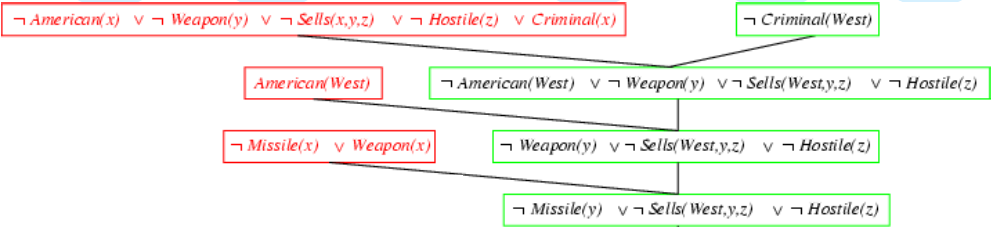 ¬ American(x) ∨ ¬ Weapon(y) ∨ ¬ Sells(x,y,z) ∨ ¬ Hostile(z) ∨ Criminal(x) ¬ Criminal(West)
American(West) ¬ American(West) ∨ ¬ Weapon(y) ∨ ¬ Sells(West,y,z) ∨ ¬ Hostile(z)
¬ Missile(x) ∨ Weapon(x) ¬ Weapon(y) ∨ ¬ Sells(West,y,z) ∨ ¬ Hostile(z)
¬ Missile(y) ∨ ¬ Sells(West,y,z) ∨ ¬ Hostile(z)